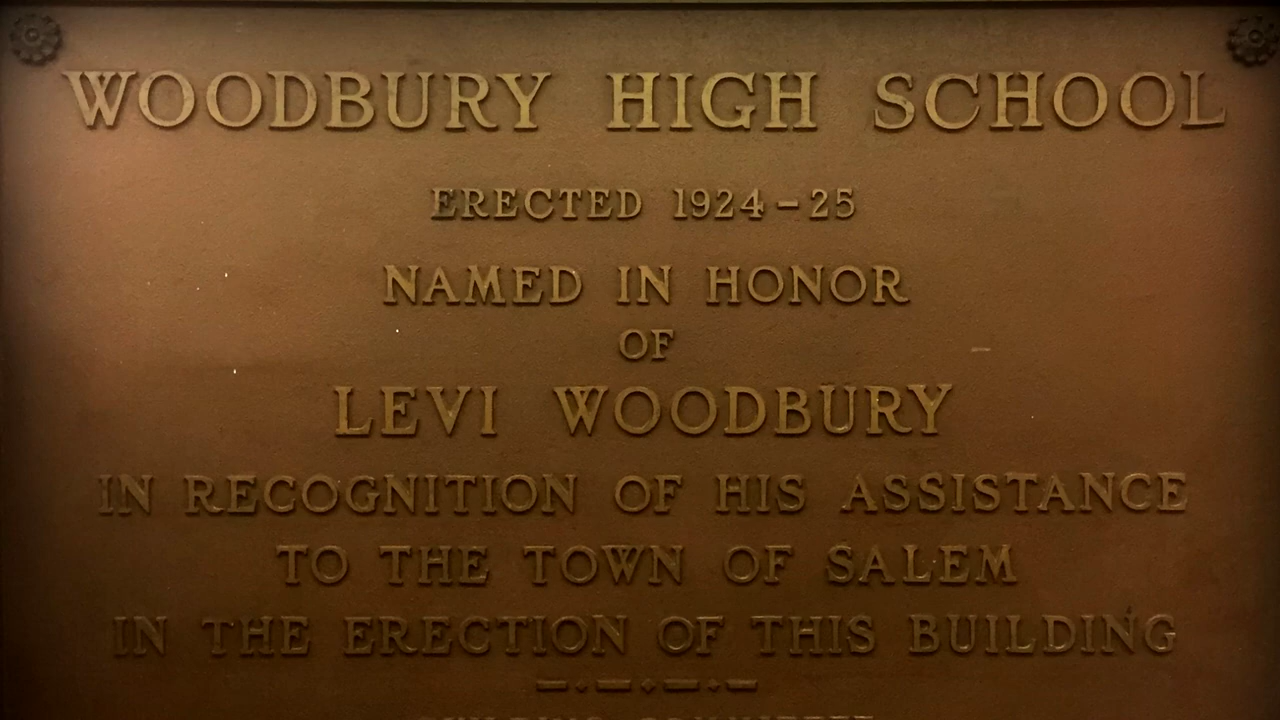 WOODBURY HIGH SCHOOL
ERECTED 1924-25
NAMED IN HONOR
OF
LEVI WOODBURY
IN RECOGNITION OF HIS ASSISTANCE
TO THE TOWN OF SALEM
IN THE ERECTION OF THIS BUILDING